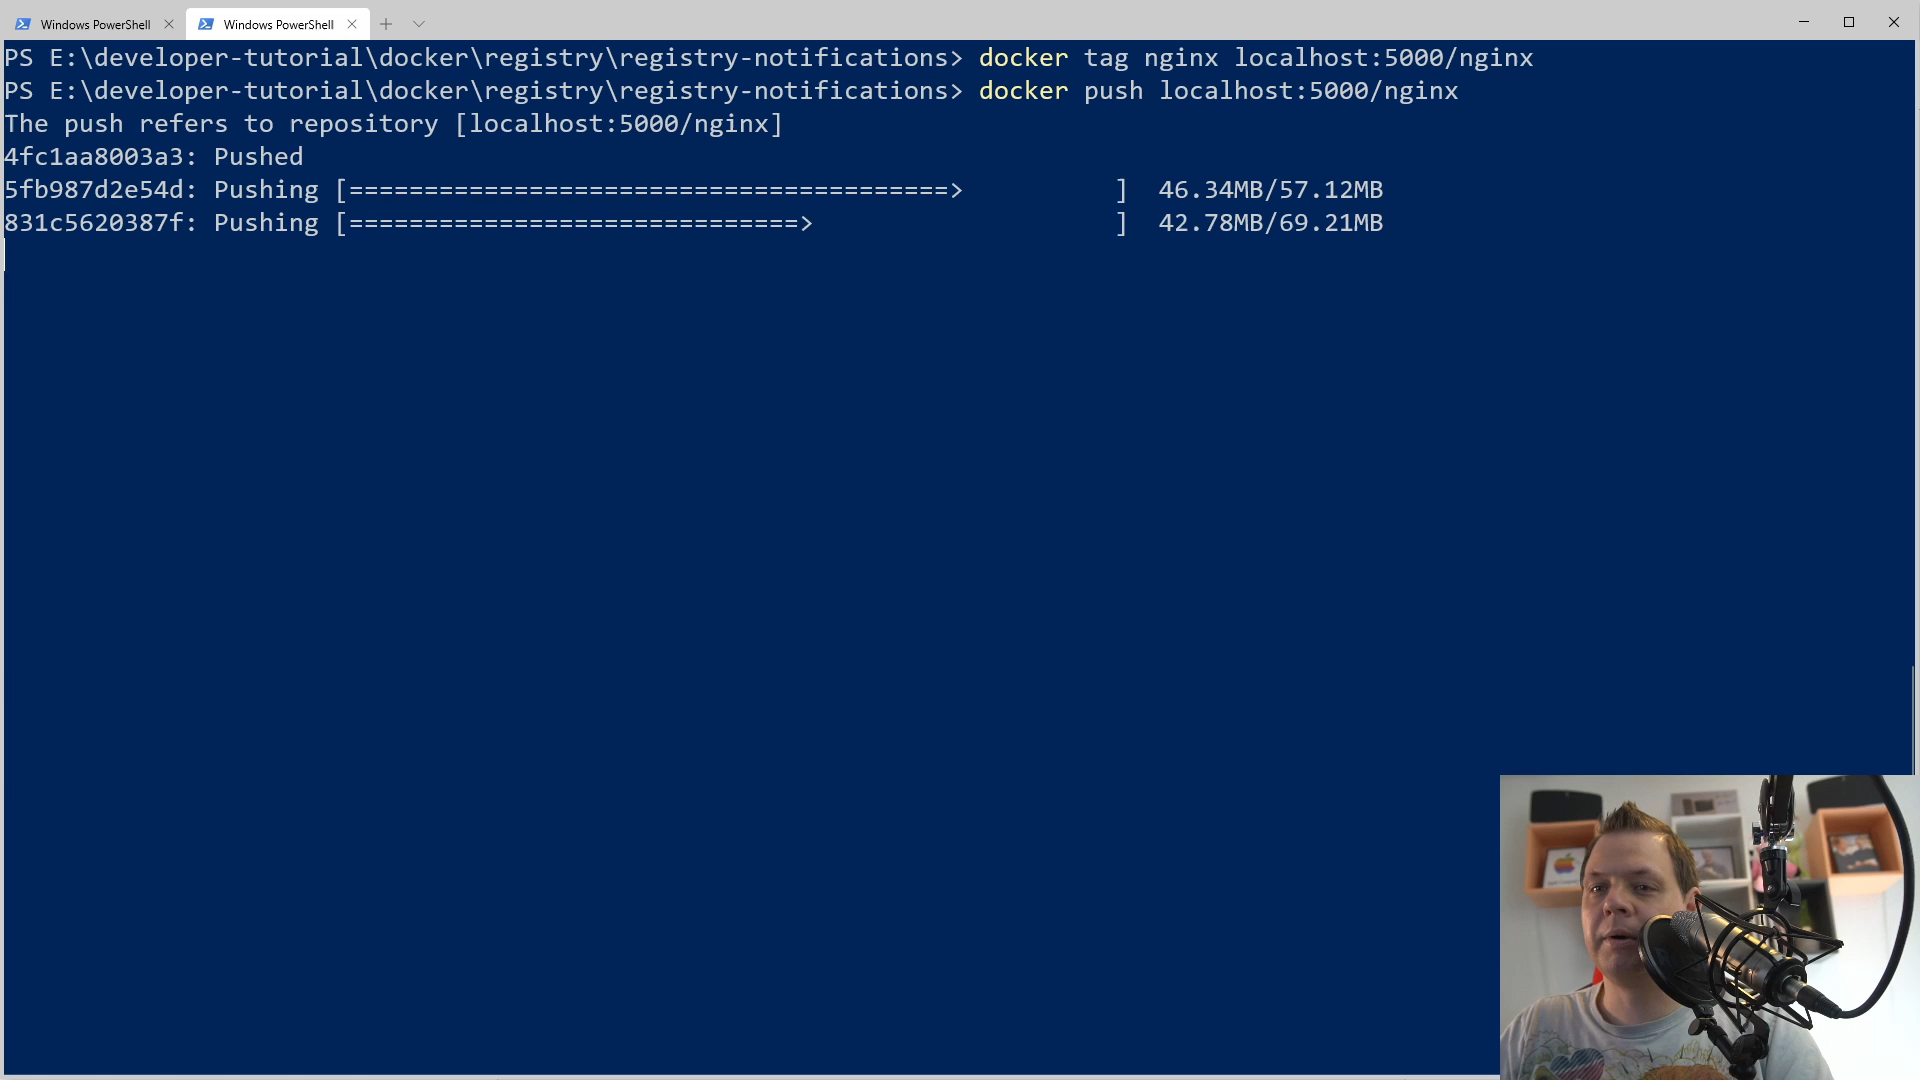 Windows PowerShell
Windows PowerShell
PS E:\developer-tutorial\docker\registry\registry-notifications> docker tag nginx localhost:5000/nginx
PS E:\developer-tutorial\docker\registry\registry-notifications> docker push localhost:5000/nginx
The push refers to repository [localhost:5000/nginx]
4fc1aa8003a3: Pushed
5fb987d2e54d: Pushing [========================================>          ]  46.34MB/57.12MB
831c5620387f: Pushing [==============================>                    ]  42.78MB/69.21MB